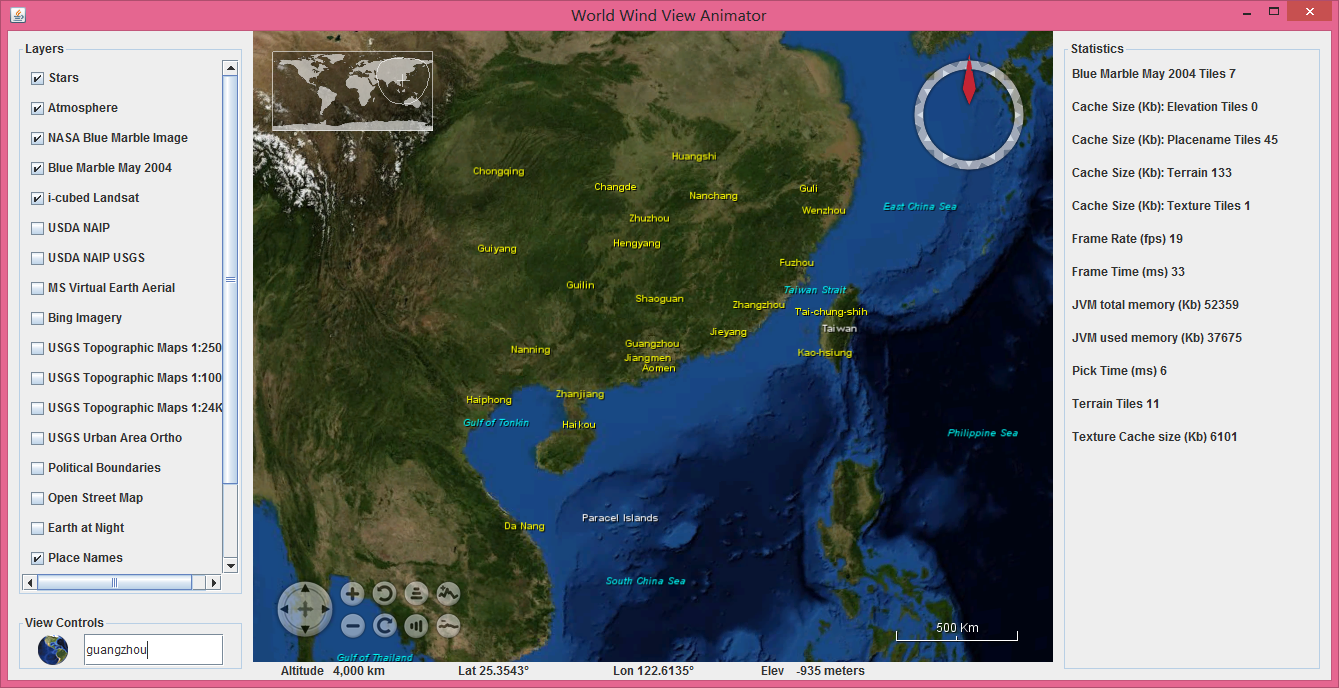 World Wind View Animator
Layers
Stars
Atmosphere
NASA Blue Marble Image
Blue Marble May 2004
i-cubed Landsat
USDA NAIP
USDA NAIP USGS
MS Virtual Earth Aerial
Bing Imagery
USGS Topographic Maps 1:250
USGS Topographic Maps 1:100
USGS Topographic Maps 1:24K
USGS Urban Area Ortho
Political Boundaries
Open Street Map
Earth at Night
Place Names
View Controls
guangzhou
Huangshi
Chongqing
Changde
Guli
Nanchang
East China Sea
Wenzhou
Zhuzhou
Hengyang
Guiyang
Fuzhou
Guilin
Taiwan Strait
Shaoguan
Zhangzhou
T'ai-chung-shih
Taiwan
Jieyang
Guangzhou
Nanning
Kao-hsiung
Jiangmen
Aomen
Zhanjiang
Haiphong
Gulf of Tonkin
Haikou
Philippine Sea
Paracel Islands
Da Nang
South China Sea
500 Km
Gulf of Thailand
Altitude 4,000 km Lat 25.3543° Lon 122.6135° Elev -935 meters
Statistics
Blue Marble May 2004 Tiles 7
Cache Size (Kb): Elevation Tiles 0
Cache Size (Kb): Placename Tiles 45
Cache Size (Kb): Terrain 133
Cache Size (Kb): Texture Tiles 1
Frame Rate (fps) 19
Frame Time (ms) 33
JVM total memory (Kb) 52359
JVM used memory (Kb) 37675
Pick Time (ms) 6
Terrain Tiles 11
Texture Cache size (Kb) 6101